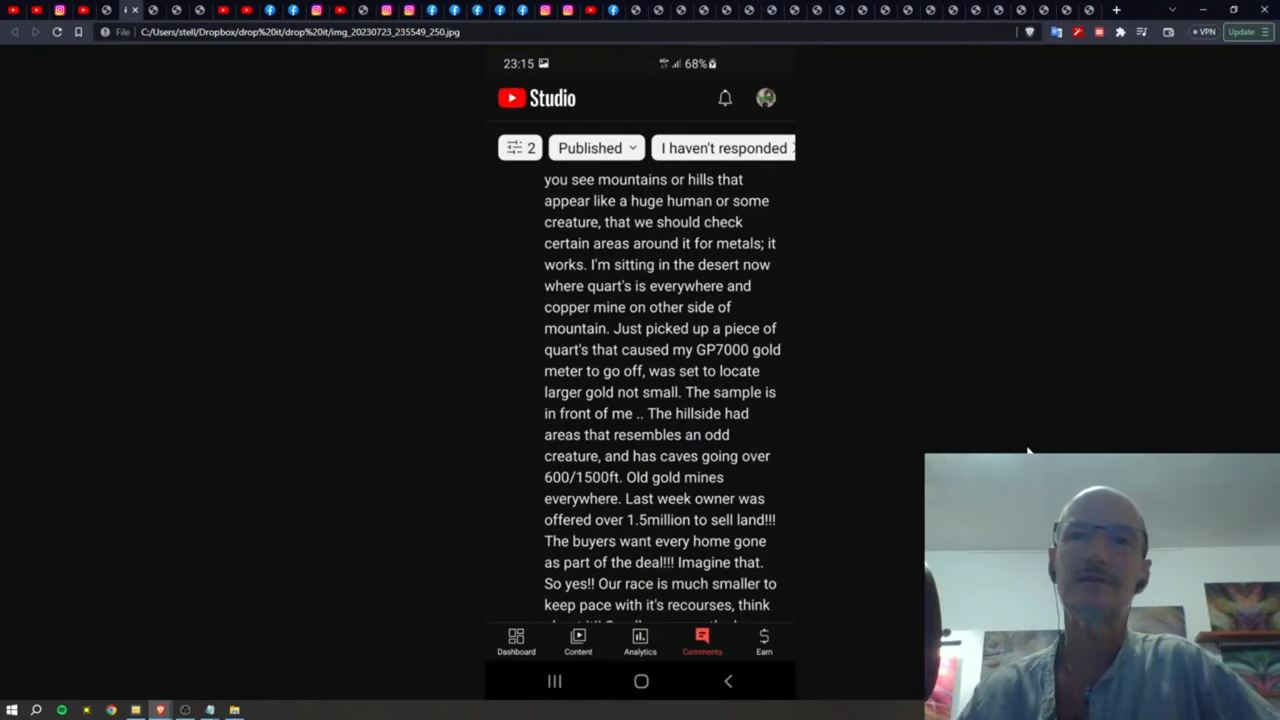 File
C:/Users/stell/Dropbox/drop%20it/drop%20it/img_20230723_235549_250.jpg
VPN
Update
23:15
68%
Studio
2
Published
I haven't responded
you see mountains or hills that
appear like a huge human or some
creature, that we should check
certain areas around it for metals; it
works. I'm sitting in the desert now
where quart's is everywhere and
copper mine on other side of
mountain. Just picked up a piece of
quart's that caused my GP7000 gold
meter to go off, was set to locate
larger gold not small. The sample is
in front of me .. The hillside had
areas that resembles an odd
creature, and has caves going over
600/1500ft. Old gold mines
everywhere. Last week owner was
offered over 1.5million to sell land!!!
The buyers want every home gone
as part of the deal!!! Imagine that.
So yes!! Our race is much smaller to
keep pace with it's recourses, think
Dashboard
Content
Analytics
Comments
Earn